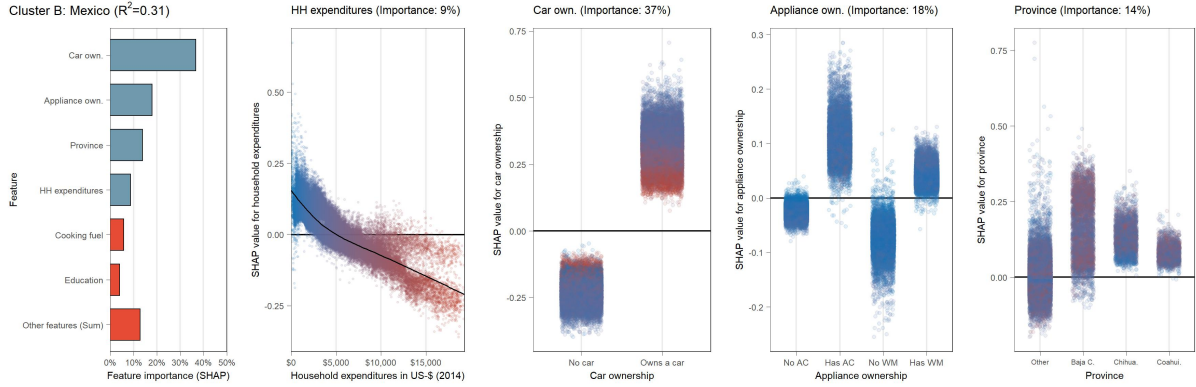 Cluster B: Mexico (R²=0.31)
Feature
Car own.
Appliance own.
Province
HH expenditures
Cooking fuel
Education
Other features (Sum)
0% 10% 20% 30% 40% 50%
Feature importance (SHAP)
HH expenditures (Importance: 9%)
SHAP value for household expenditures
0.50
0.25
0.00
-0.25
$0 $5,000 $10,000 $15,000
Household expenditures in US-$ (2014)
Car own. (Importance: 37%)
SHAP value for car ownership
0.75
0.50
0.25
0.00
-0.25
No car Owns a car
Car ownership
Appliance own. (Importance: 18%)
SHAP value for appliance ownership
0.3
0.2
0.1
0.0
-0.1
-0.2
No AC Has AC No WM Has WM
Appliance ownership
Province (Importance: 14%)
SHAP value for province
0.75
0.50
0.25
0.00
Other Baja C. Chihua. Coahui.
Province